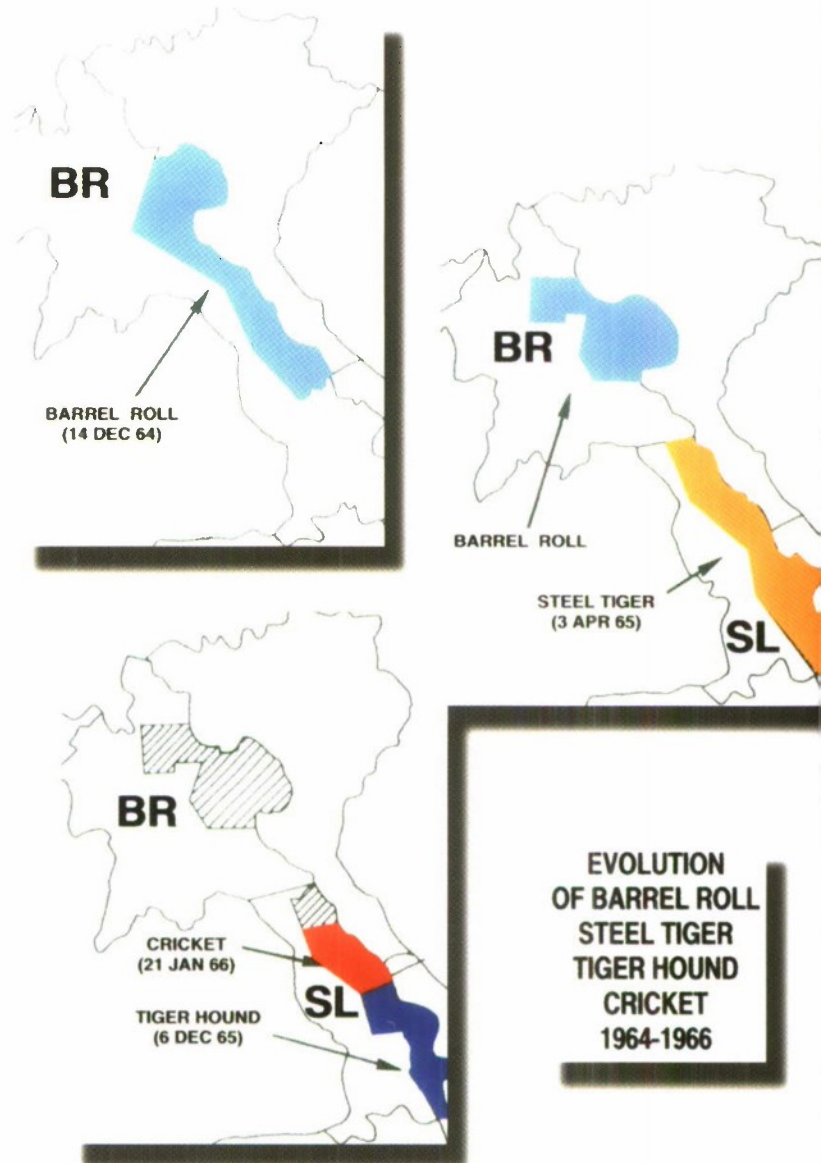 BR
BARREL ROLL
(14 DEC 64)
BR
BARREL ROLL
STEEL TIGER
(3 APR 65)
SL
BR
CRICKET
(21 JAN 66)
SL
TIGER HOUND
(6 DEC 65)
EVOLUTION
OF BARREL ROLL
STEEL TIGER
TIGER HOUND
CRICKET
1964-1966